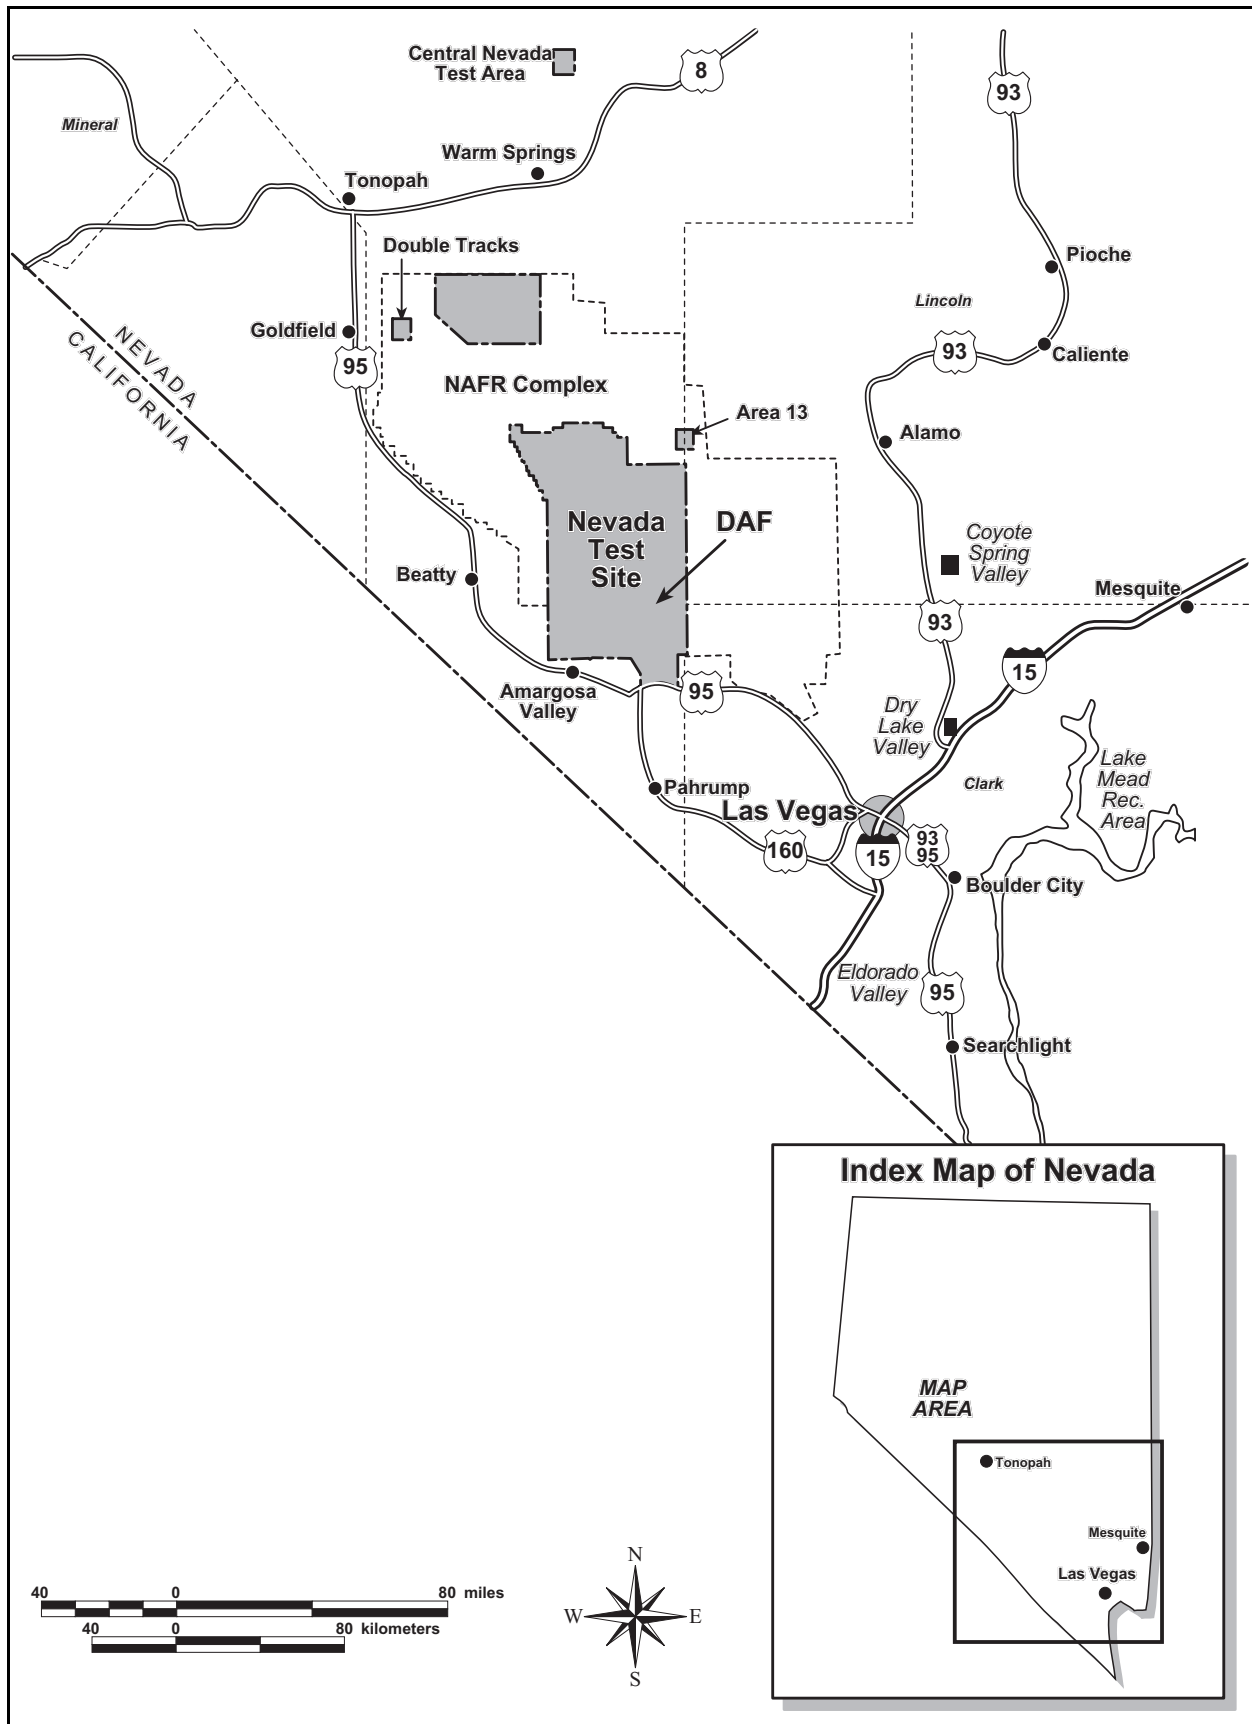 Central Nevada
Test Area
8
93
Mineral
Warm Springs
Tonopah
Double Tracks
Pioche
Lincoln
Goldfield
NEVADA
CALIFORNIA
95
93
Caliente
NAFR Complex
Area 13
Alamo
Nevada
Test
Site
DAF
Coyote
Spring
Valley
Beatty
Mesquite
93
15
Amargosa
Valley
95
Dry
Lake
Valley
Lake
Mead
Rec.
Area
Clark
Pahrump
Las Vegas
160
15
93
95
Boulder City
Eldorado
Valley
95
Searchlight
Index Map of Nevada
MAP
AREA
Tonopah
Mesquite
Las Vegas
40 0 80 miles
40 0 80 kilometers
N
W E
S